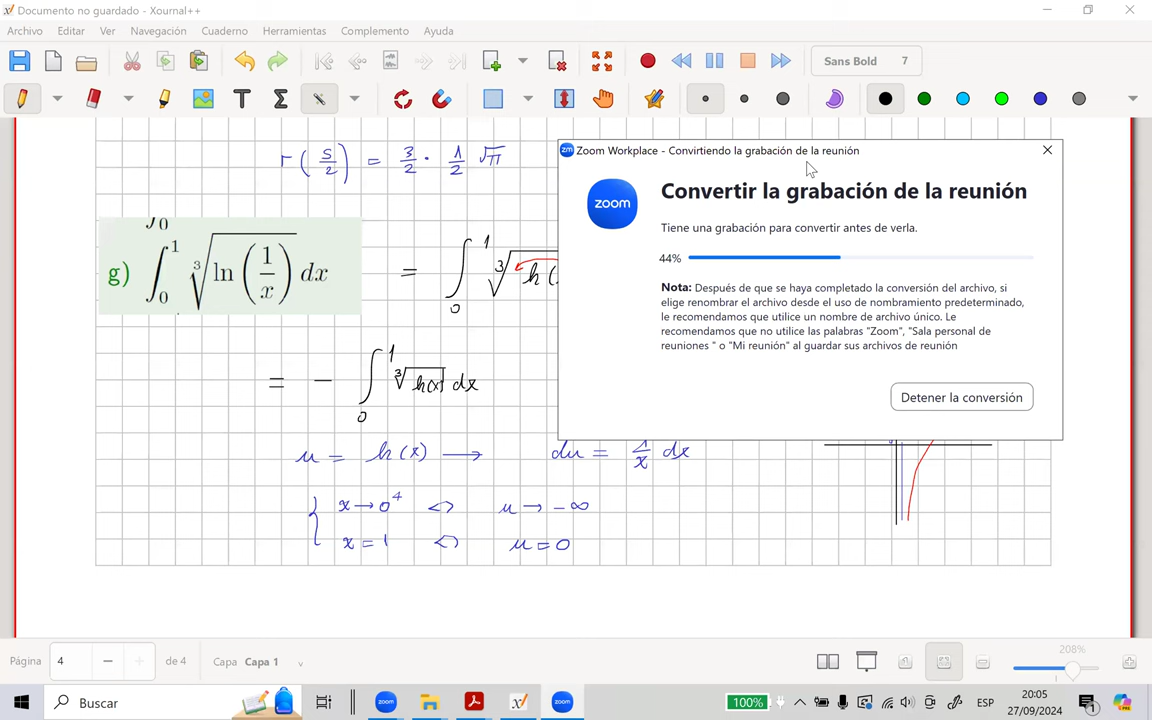 Documento no guardado - Xournal++
Archivo Editar Ver Navegación Cuaderno Herramientas Complemento Ayuda
Sans Bold 7
Γ(5/2) = 3/2 · 1/2 √π
g) ∫₀¹ ∛ln(1/x) dx = ∫₀¹ ∛ln(
= − ∫₀¹ ∛ln(x) dx
u = ln(x) → du = 1/x dx
x → 0⁺ <> u → −∞
x = 1 <> u = 0
Zoom Workplace - Convirtiendo la grabación de la reunión
zoom
Convertir la grabación de la reunión
Tiene una grabación para convertir antes de verla.
44%
Nota: Después de que se haya completado la conversión del archivo, si
elige renombrar el archivo desde el uso de nombramiento predeterminado,
le recomendamos que utilice un nombre de archivo único. Le
recomendamos que no utilice las palabras "Zoom", "Sala personal de
reuniones " o "Mi reunión" al guardar sus archivos de reunión
Detener la conversión
Página 4 de 4 Capa Capa 1
208%
Buscar
zoom
zoom
100%
ESP
20:05
27/09/2024
1